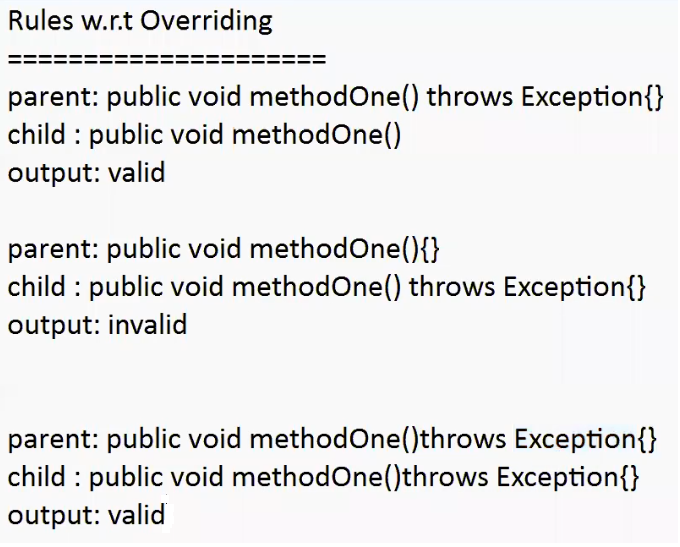 Rules w.r.t Overriding
=====================
parent: public void methodOne() throws Exception{}
child : public void methodOne()
output: valid
parent: public void methodOne(){}
child : public void methodOne() throws Exception{}
output: invalid
parent: public void methodOne()throws Exception{}
child : public void methodOne()throws Exception{}
output: valid